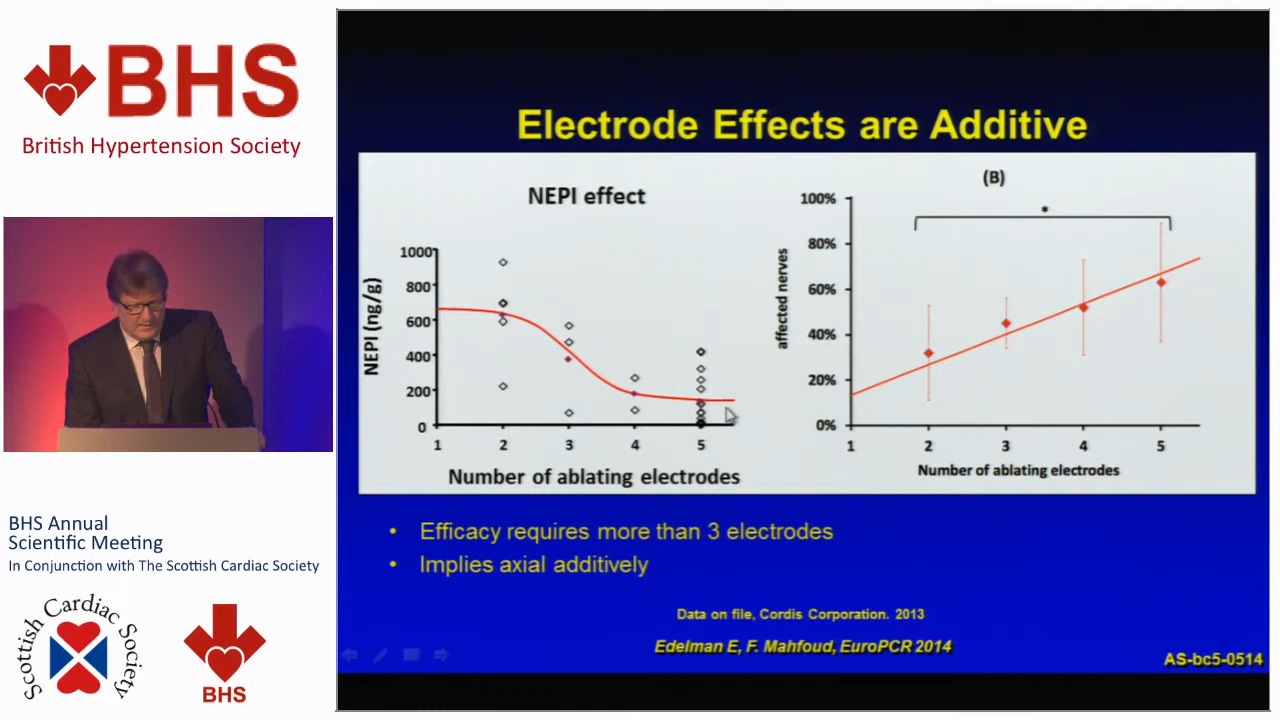 BHS
British Hypertension Society
BHS Annual
Scientific Meeting
In Conjunction with The Scottish Cardiac Society
Scottish Cardiac Society
BHS
Electrode Effects are Additive
NEPI effect
NEPI (ng/g)
1000
800
600
400
200
0
1 2 3 4 5
Number of ablating electrodes
(B)
affected nerves
100%
80%
60%
40%
20%
0%
*
1 2 3 4 5
Number of ablating electrodes
• Efficacy requires more than 3 electrodes
• Implies axial additively
Data on file, Cordis Corporation. 2013
Edelman E, F. Mahfoud, EuroPCR 2014
AS-bc5-0514